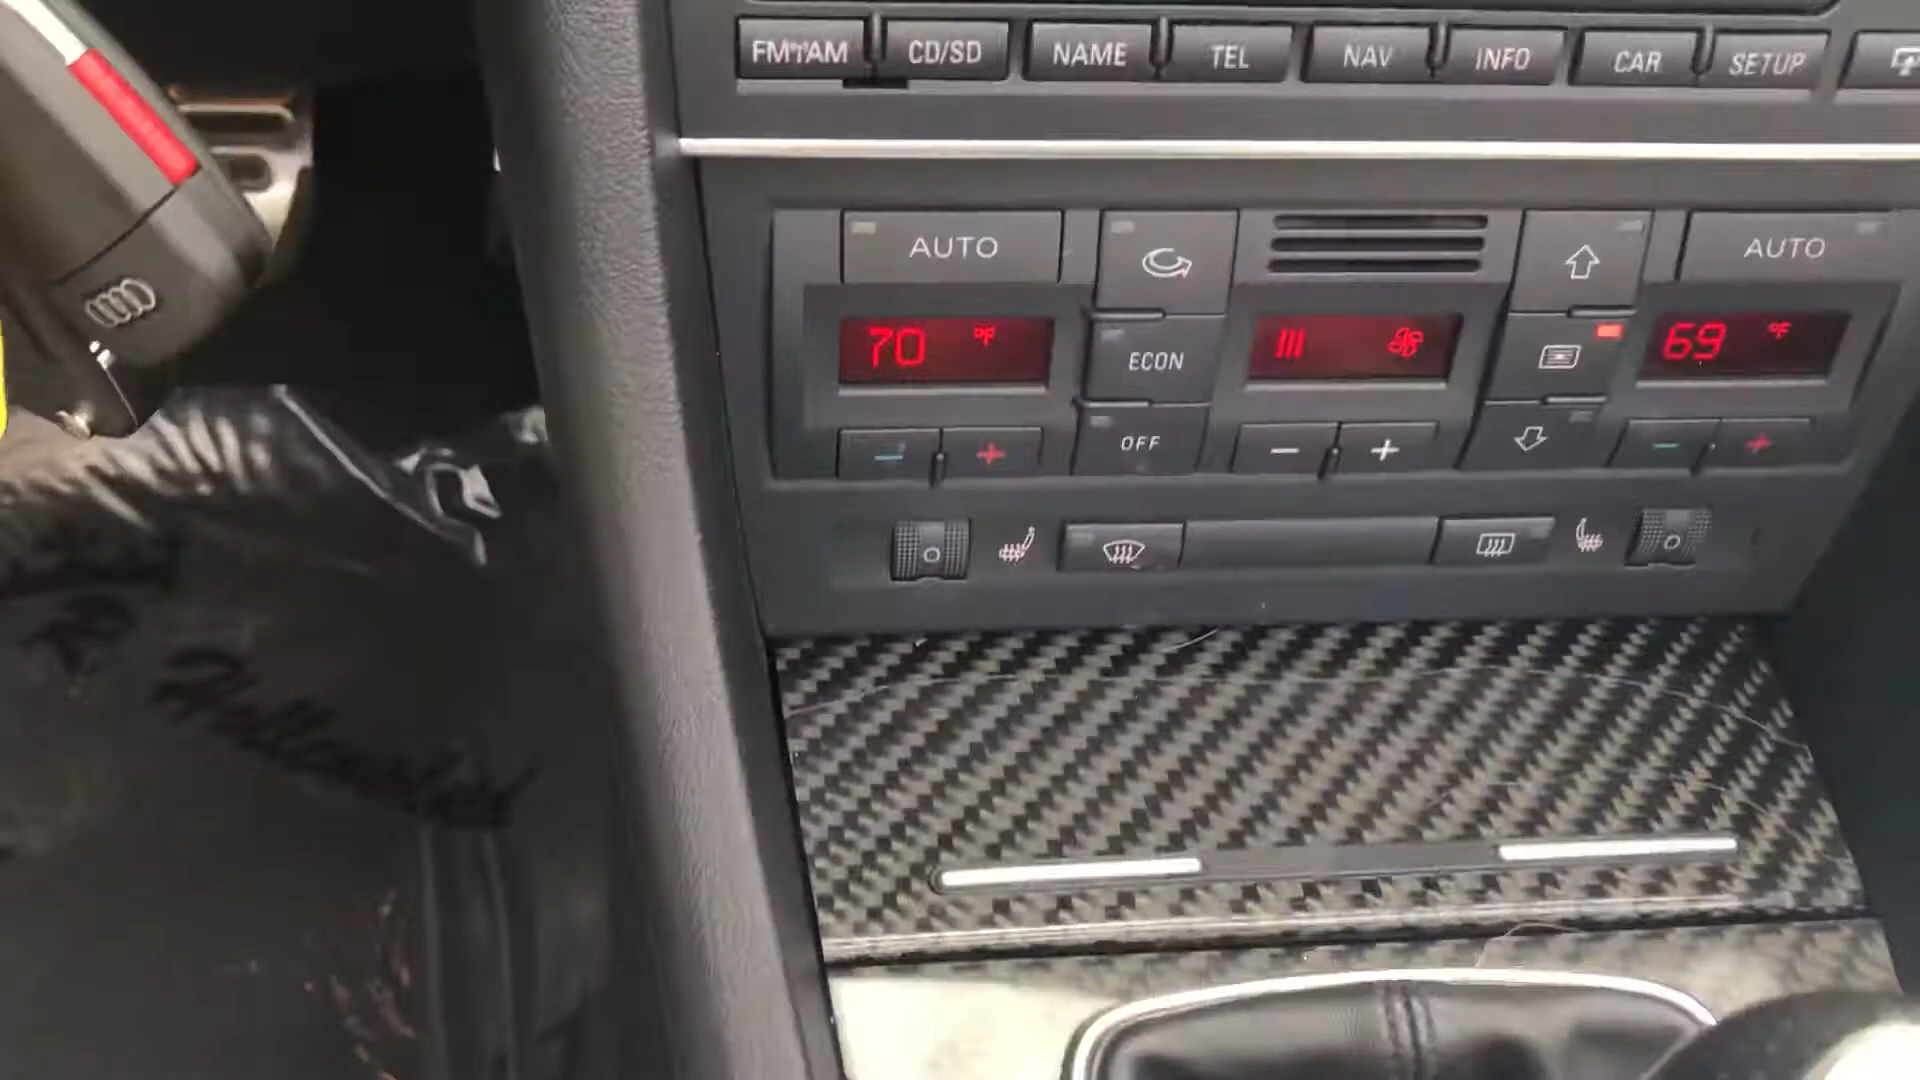 FM/AM CD/SD NAME TEL NAV INFO CAR SETUP
AUTO AUTO
70 °F 69 °F
ECON
OFF